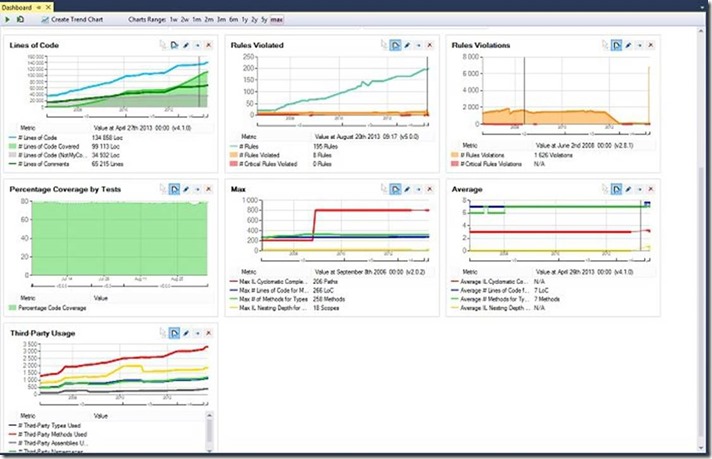 Dashboard
Create Trend Chart Charts Range: 1w 2w 1m 2m 3m 6m 1y 2y 5y max
Lines of Code
160 000
140 000
120 000
100 000
80 000
60 000
40 000
20 000
0
2008 2010 2012
Metric Value at April 27th 2013 00:00 (v4.1.0)
# Lines of Code 134 858 Loc
# Lines of Code Covered 99 113 Loc
# Lines of Code (NotMyCo... 34 932 Loc
# Lines of Comments 65 215 Lines
Rules Violated
250
200
150
100
50
0
2008 2010 2012
Metric Value at August 20th 2013 09:17 (v5.0.0)
# Rules 195 Rules
# Rules Violated 8 Rules
# Critical Rules Violated 0 Rules
Rules Violations
8 000
6 000
4 000
2 000
0
2008 2010 2012
Metric Value at June 2nd 2008 00:00 (v2.8.1)
# Rules Violations 1 626 Violations
# Critical Rules Violations N/A
Percentage Coverage by Tests
80
60
40
20
0
Metric Value
Percentage Code Coverage
Max
1 000
800
600
400
200
0
2008 2010 2012
Metric Value at September 8th 2006 00:00 (v2.0.2)
Max IL Cyclomatic Comple... 206 Paths
Max # Lines of Code for M... 266 LoC
Max # of Methods for Types 258 Methods
Max IL Nesting Depth for ... 18 Scopes
Average
8
6
4
2
0
2008 2010 2012
Metric Value at April 29th 2013 00:00 (v4.1.0)
Average IL Cyclomatic Co... N/A
Average # Lines of Code f... 7 LoC
Average # Methods for Ty... 7 Methods
Average IL Nesting Depth ... N/A
Third-Party Usage
3 500
3 000
2 500
2 000
1 500
1 000
500
0
2008 2010 2012
Metric Value
# Third-Party Types Used
# Third-Party Methods Used
# Third-Party Assemblies U...
# Third-Party Namespaces